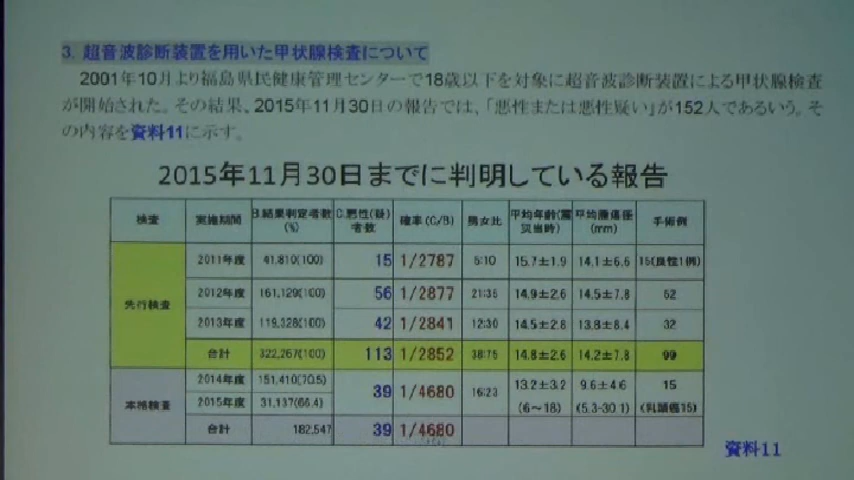 3. 超音波診断装置を用いた甲状腺検査について
2001年10月より福島県民健康管理センターで18歳以下を対象に超音波診断装置による甲状腺検査
が開始された。その結果、2015年11月30日の報告では、「悪性または悪性疑い」が152人であるいう。そ
の内容を資料11に示す。
2015年11月30日までに判明している報告
検査 実施期間 B.結果判定者数(%) C.悪性(疑)者数 確率(C/B) 男女比 平均年齢(震災当時) 平均腫瘍径(mm) 手術例
先行検査 2011年度 41,810(100) 15 1/2787 5:10 15.7±1.9 14.1±6.6 15(良性1例)
2012年度 161,129(100) 56 1/2877 21:35 14.9±2.6 14.5±7.8 52
2013年度 119,328(100) 42 1/2841 12:30 14.5±2.8 13.8±8.4 32
合計 322,267(100) 113 1/2852 38:75 14.8±2.6 14.2±7.8 99
本格検査 2014年度 151,410(70.5) 39 1/4680 16:23 13.2±3.2 (6~18) 9.6±4.6 (5.3-30.1) 15 (乳頭癌15)
2015年度 31,137(66.4)
合計 182,547 39 1/4680
資料11